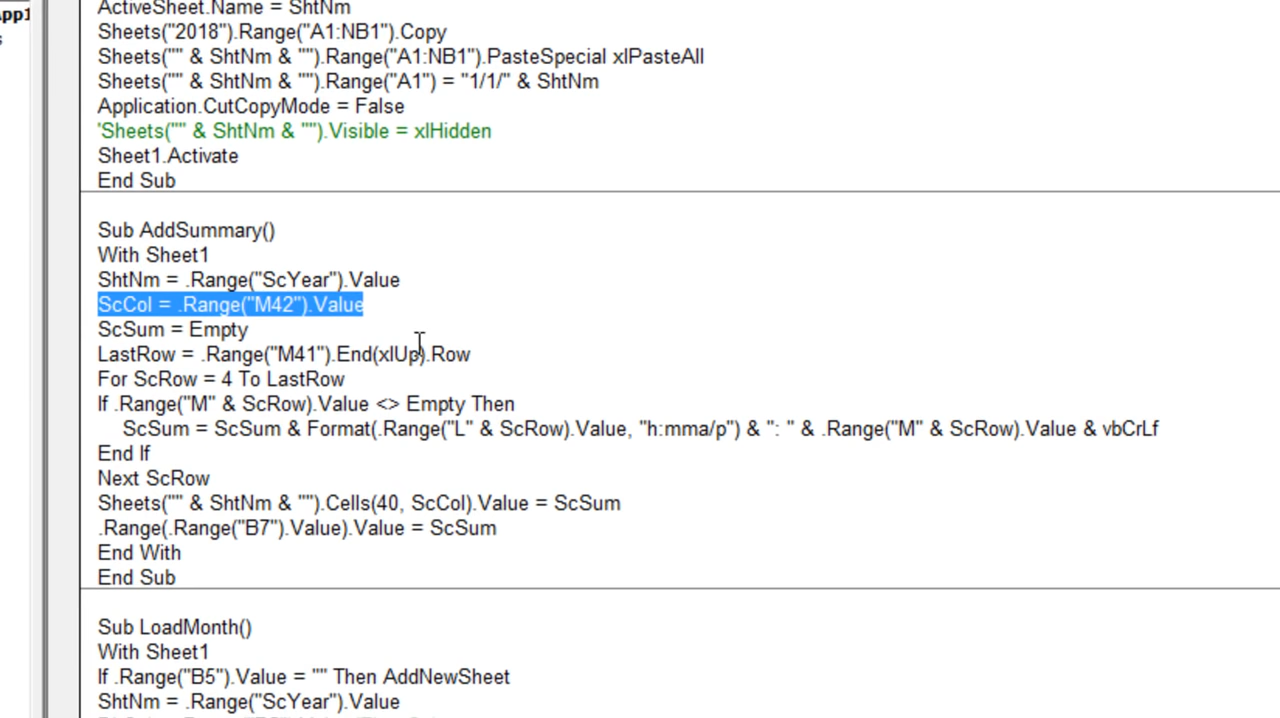 App1
s
ActiveSheet.Name = ShtNm
Sheets("2018").Range("A1:NB1").Copy
Sheets("" & ShtNm & "").Range("A1:NB1").PasteSpecial xlPasteAll
Sheets("" & ShtNm & "").Range("A1") = "1/1/" & ShtNm
Application.CutCopyMode = False
'Sheets("" & ShtNm & "").Visible = xlHidden
Sheet1.Activate
End Sub
Sub AddSummary()
With Sheet1
ShtNm = .Range("ScYear").Value
ScCol = .Range("M42").Value
ScSum = Empty
LastRow = .Range("M41").End(xlUp).Row
For ScRow = 4 To LastRow
If .Range("M" & ScRow).Value <> Empty Then
ScSum = ScSum & Format(.Range("L" & ScRow).Value, "h:mma/p") & ": " & .Range("M" & ScRow).Value & vbCrLf
End If
Next ScRow
Sheets("" & ShtNm & "").Cells(40, ScCol).Value = ScSum
.Range(.Range("B7").Value).Value = ScSum
End With
End Sub
Sub LoadMonth()
With Sheet1
If .Range("B5").Value = "" Then AddNewSheet
ShtNm = .Range("ScYear").Value